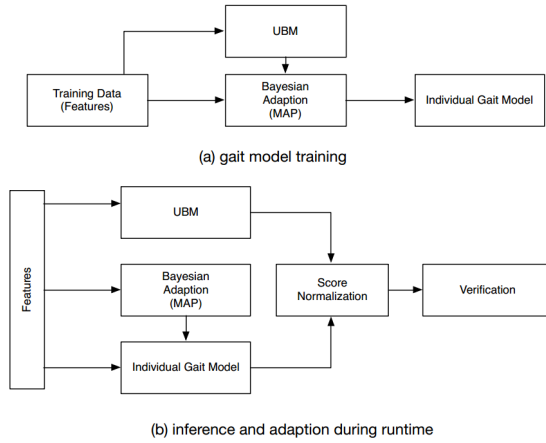 UBM
Training Data
(Features)
Bayesian
Adaption
(MAP)
Individual Gait Model
(a) gait model training
Features
UBM
Bayesian
Adaption
(MAP)
Individual Gait Model
Score
Normalization
Verification
(b) inference and adaption during runtime